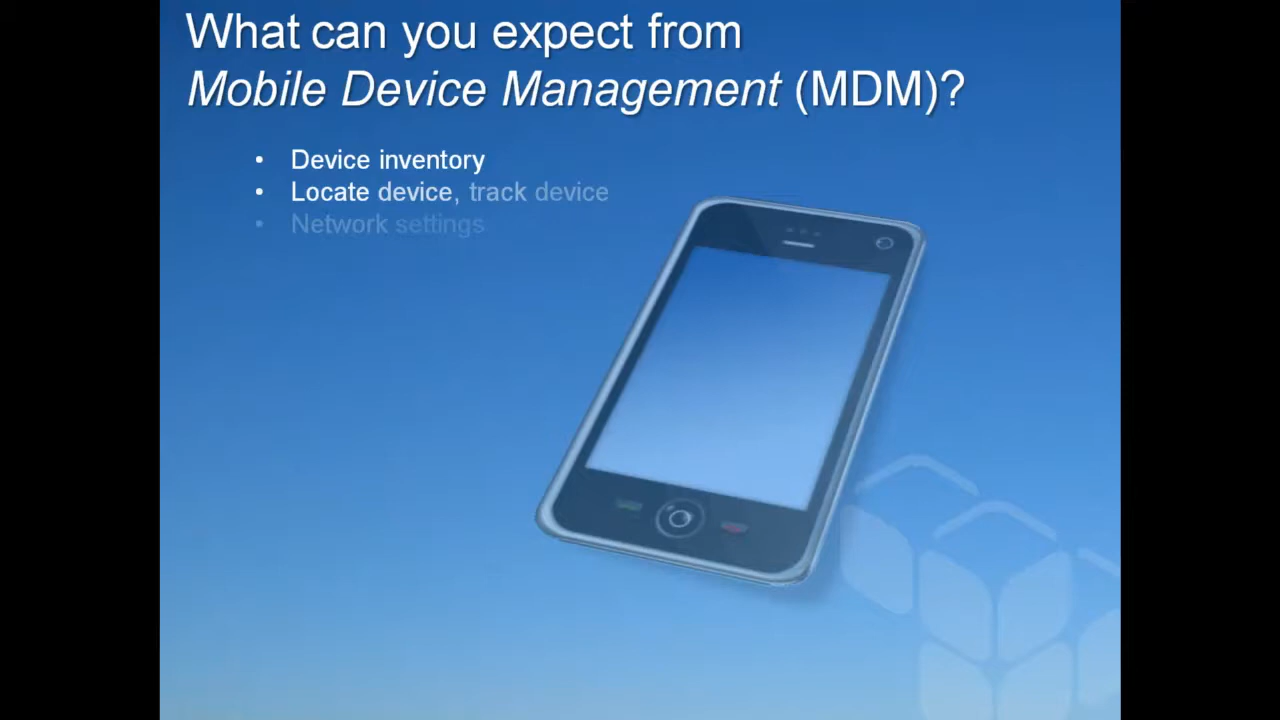 What can you expect from
Mobile Device Management (MDM)?
• Device inventory
• Locate device, track device
• Network settings